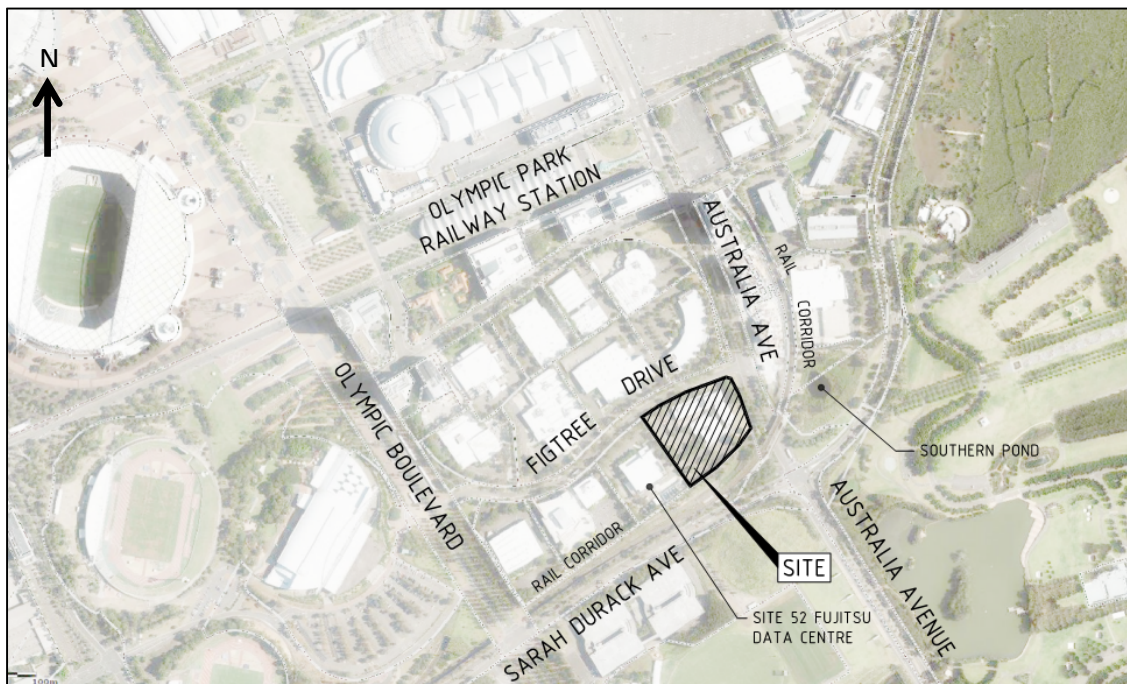 N
OLYMPIC PARK
RAILWAY STATION
AUSTRALIA AVE
RAIL
CORRIDOR
OLYMPIC BOULEVARD
FIGTREE
DRIVE
SOUTHERN POND
RAIL CORRIDOR
SARAH DURACK AVE
SITE
SITE 52 FUJITSU
DATA CENTRE
AUSTRALIA AVENUE
100m